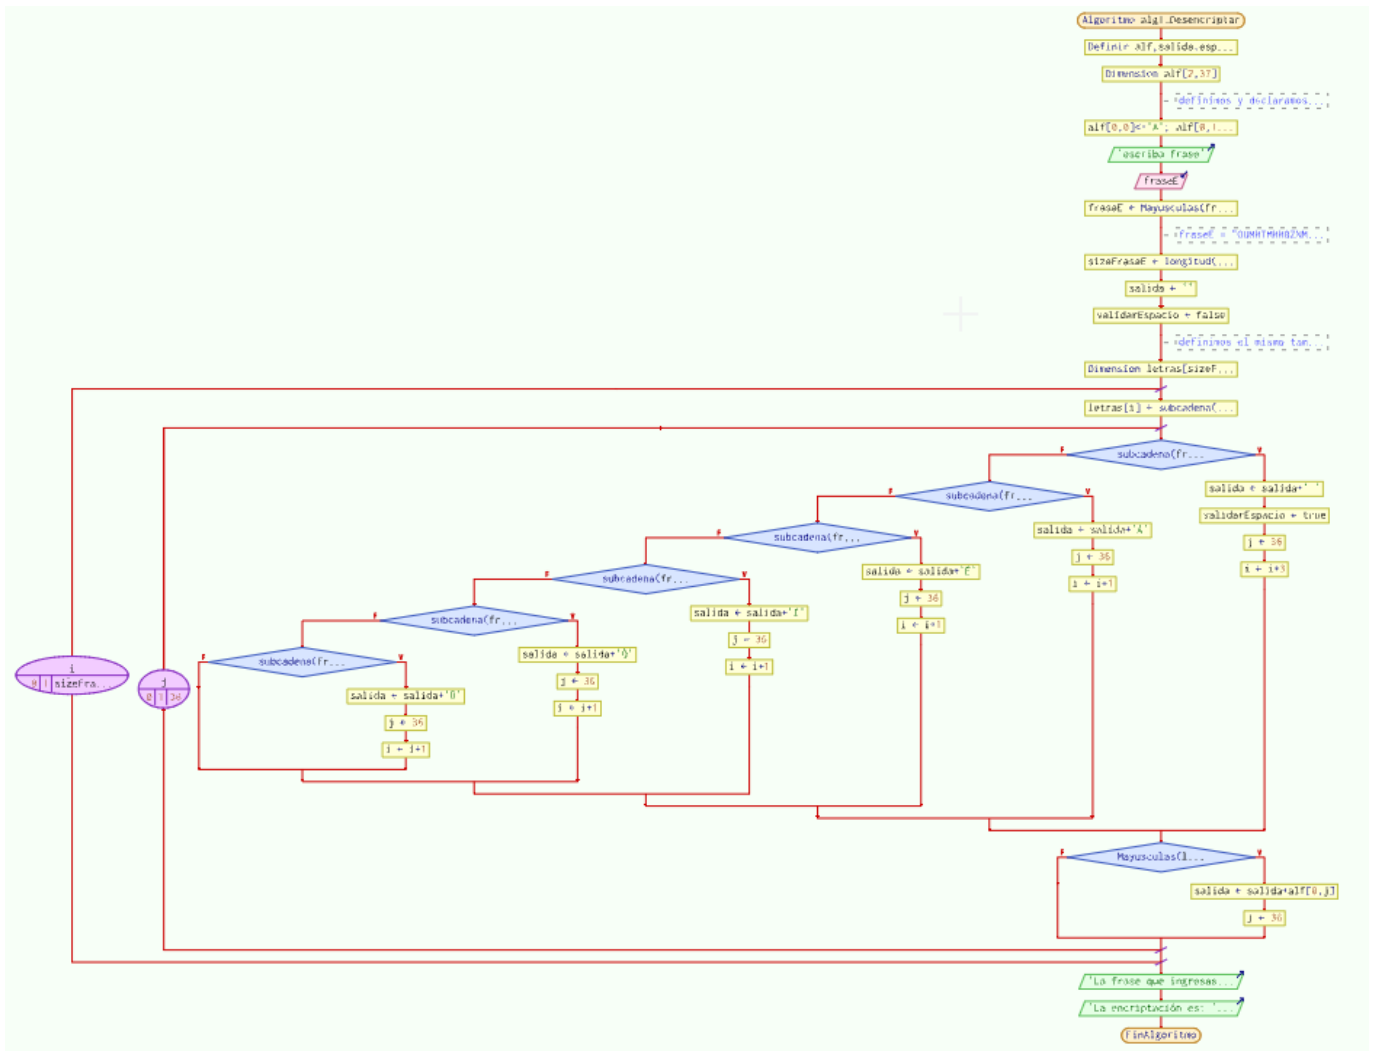 Algoritmo alg1_Desencriptar
Definir alf,salida,esp...
Dimension alf[2,37]
definimos y declaramos...
alf[0,0]<-'A'; alf[0,1...
'escriba frase'
fraseE
fraseE ← Mayusculas(fr...
fraseE =
sizeFraseE ← longitud(...
salida ← ''
validarEspacio ← false
definimos el mismo tam...
Dimension letras[sizeF...
letras[i] ← subcadena(...
F subcadena(fr... V
salida ← salida+' '
F subcadena(fr... V
validarEspacio ← true
salida ← salida+'Á'
F subcadena(fr... V
j ← 36
j ← 36
i ← i+3
salida ← salida+'É'
F subcadena(fr... V
i ← i+1
j ← 36
salida ← salida+'Í'
F subcadena(fr... V
i ← i+1
j ← 36
salida ← salida+'Ó'
F subcadena(fr... V
i ← i+1
i
0 1 sizeFra...
j ← 36
j
0 1 36
salida ← salida+
i ← i+1
j ← 36
i ← i+1
F Mayusculas(l... V
salida ← salida+alf[0,j]
j ← 36
'La frase que ingresas...
'La encriptación es: '...
FinAlgoritmo